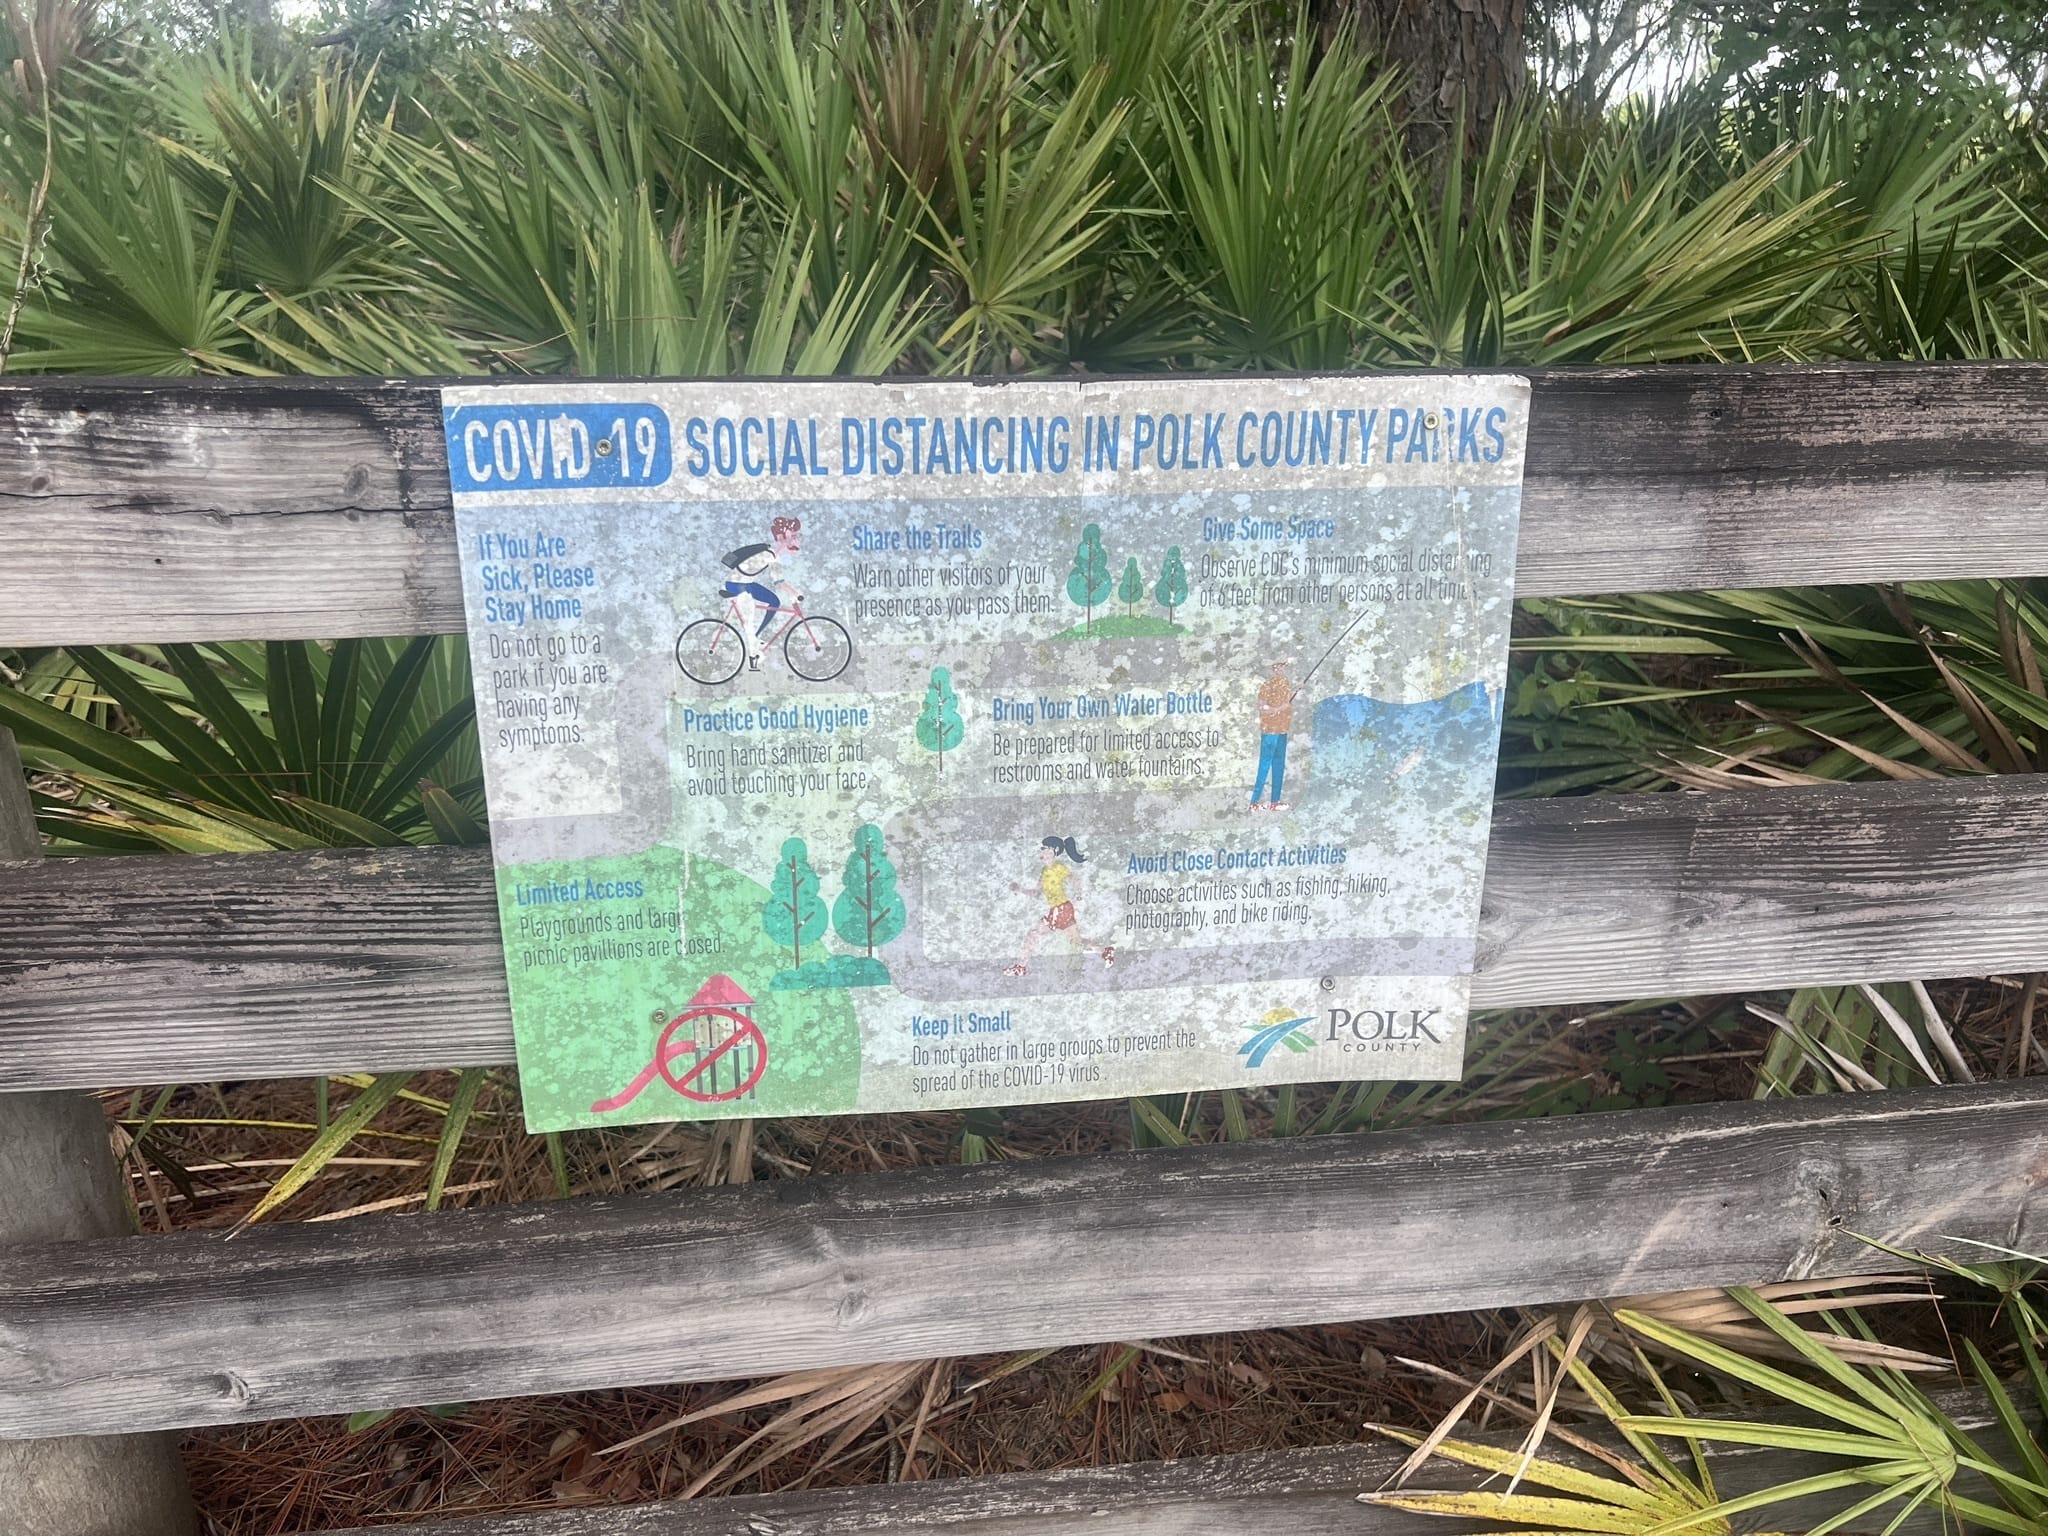 COVID-19 SOCIAL DISTANCING IN POLK COUNTY PARKS
If You Are
Sick, Please
Stay Home
Do not go to a
park if you are
having any
symptoms.
Share the Trails
Warn other visitors of your
presence as you pass them.
Give Some Space
Observe CDC's minimum social distancing
of 6 feet from other persons at all times.
Practice Good Hygiene
Bring hand sanitizer and
avoid touching your face.
Bring Your Own Water Bottle
Be prepared for limited access to
restrooms and water fountains.
Limited Access
Playgrounds and large
picnic pavillions are closed.
Avoid Close Contact Activities
Choose activities such as fishing, hiking,
photography, and bike riding.
Keep it Small
Do not gather in large groups to prevent the
spread of the COVID-19 virus.
POLK
COUNTY